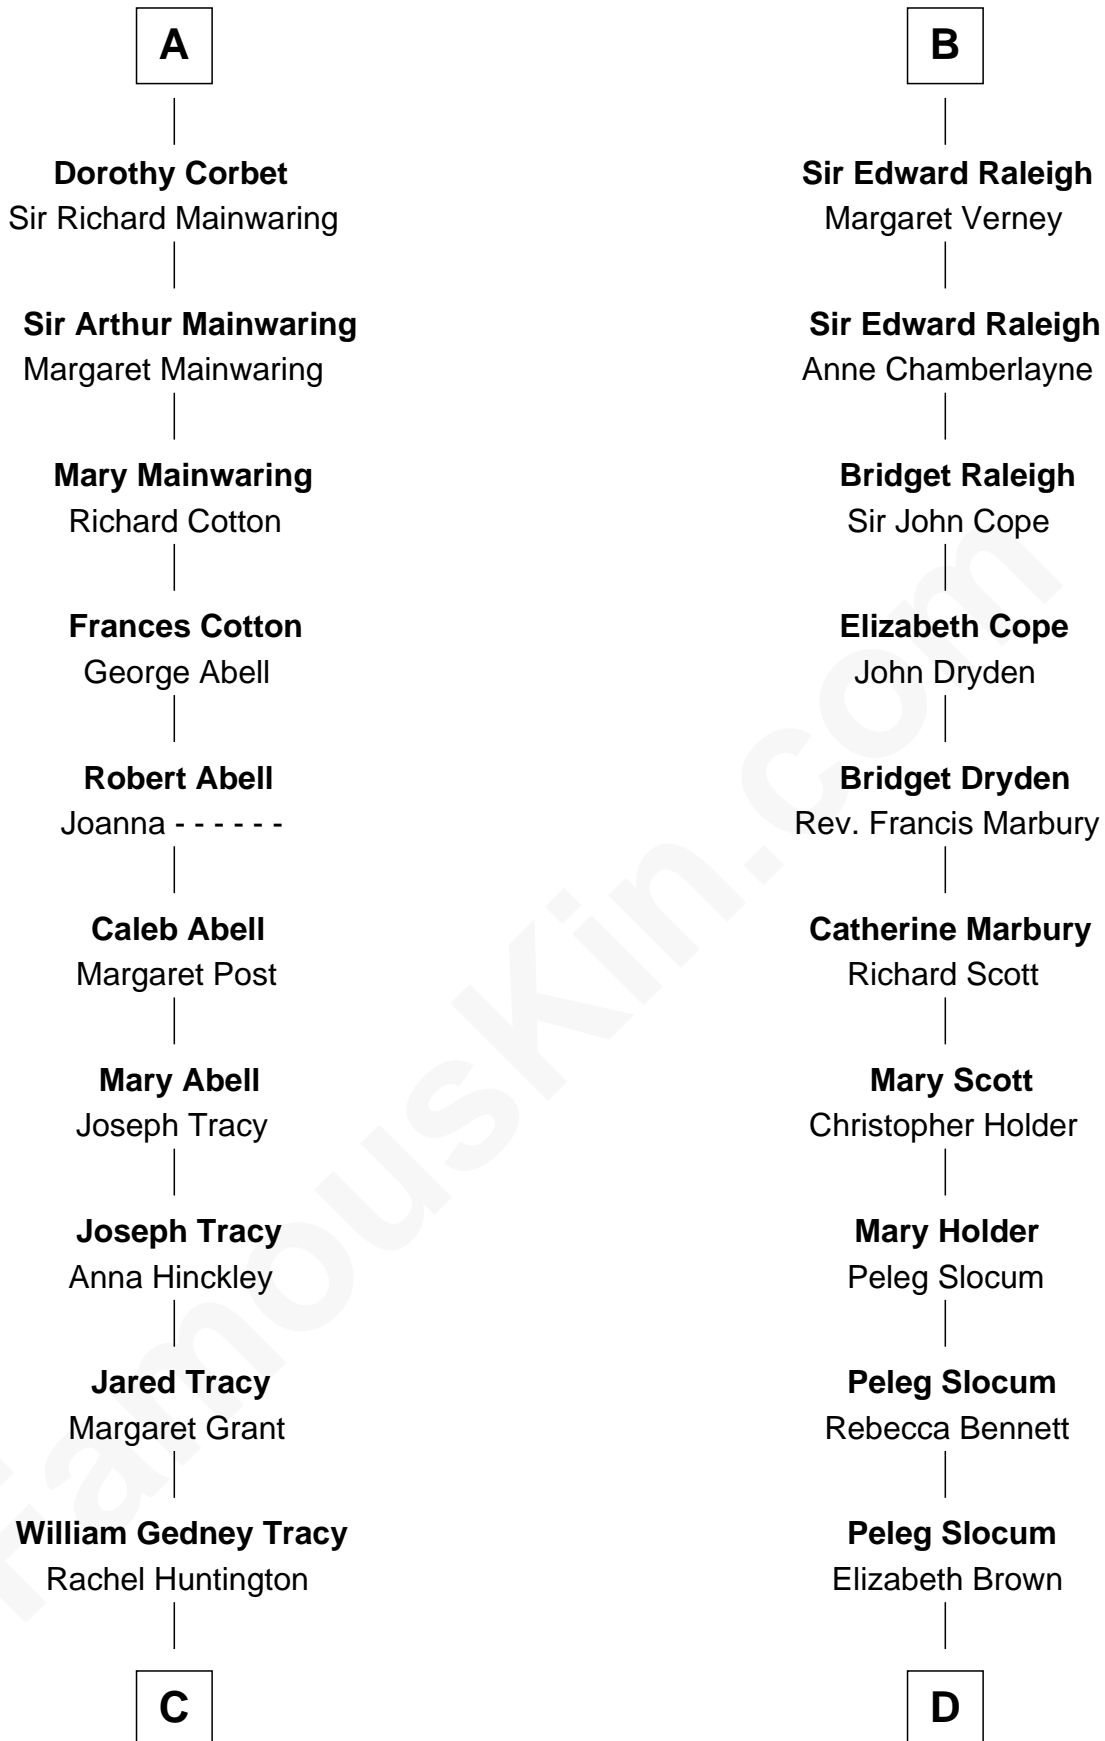 A
Dorothy Corbet
Sir Richard Mainwaring
Sir Arthur Mainwaring
Margaret Mainwaring
Mary Mainwaring
Richard Cotton
Frances Cotton
George Abell
Robert Abell
Joanna - - - - - -
Caleb Abell
Margaret Post
Mary Abell
Joseph Tracy
Joseph Tracy
Anna Hinckley
Jared Tracy
Margaret Grant
William Gedney Tracy
Rachel Huntington
C
B
Sir Edward Raleigh
Margaret Verney
Sir Edward Raleigh
Anne Chamberlayne
Bridget Raleigh
Sir John Cope
Elizabeth Cope
John Dryden
Bridget Dryden
Rev. Francis Marbury
Catherine Marbury
Richard Scott
Mary Scott
Christopher Holder
Mary Holder
Peleg Slocum
Peleg Slocum
Rebecca Bennett
Peleg Slocum
Elizabeth Brown
D
famouskin.com